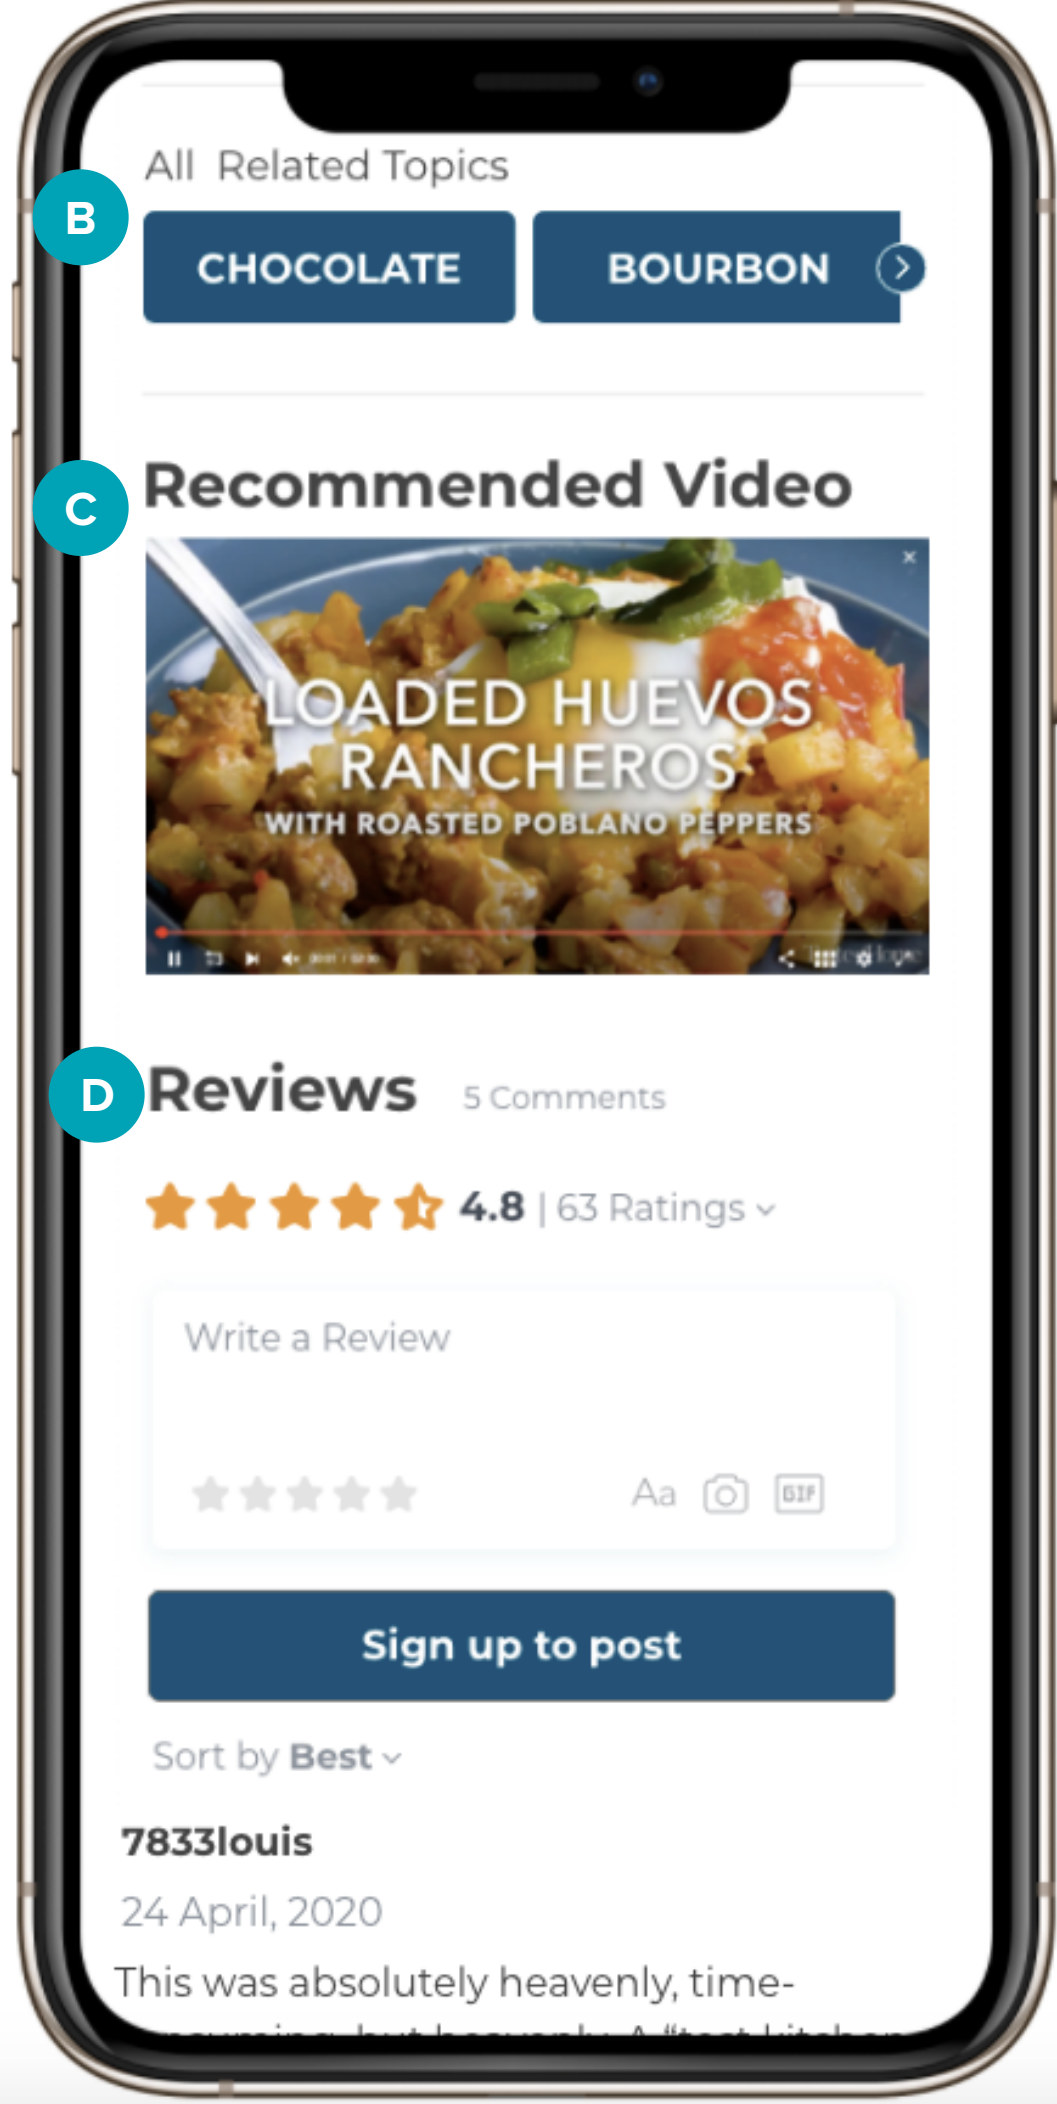 All Related Topics
B
CHOCOLATE
BOURBON
C
Recommended Video
LOADED HUEVOS
RANCHEROS
WITH ROASTED POBLANO PEPPERS
D
Reviews 5 Comments
4.8 | 63 Ratings
Write a Review
Aa GIF
Sign up to post
Sort by Best
7833louis
24 April, 2020
This was absolutely heavenly, time-